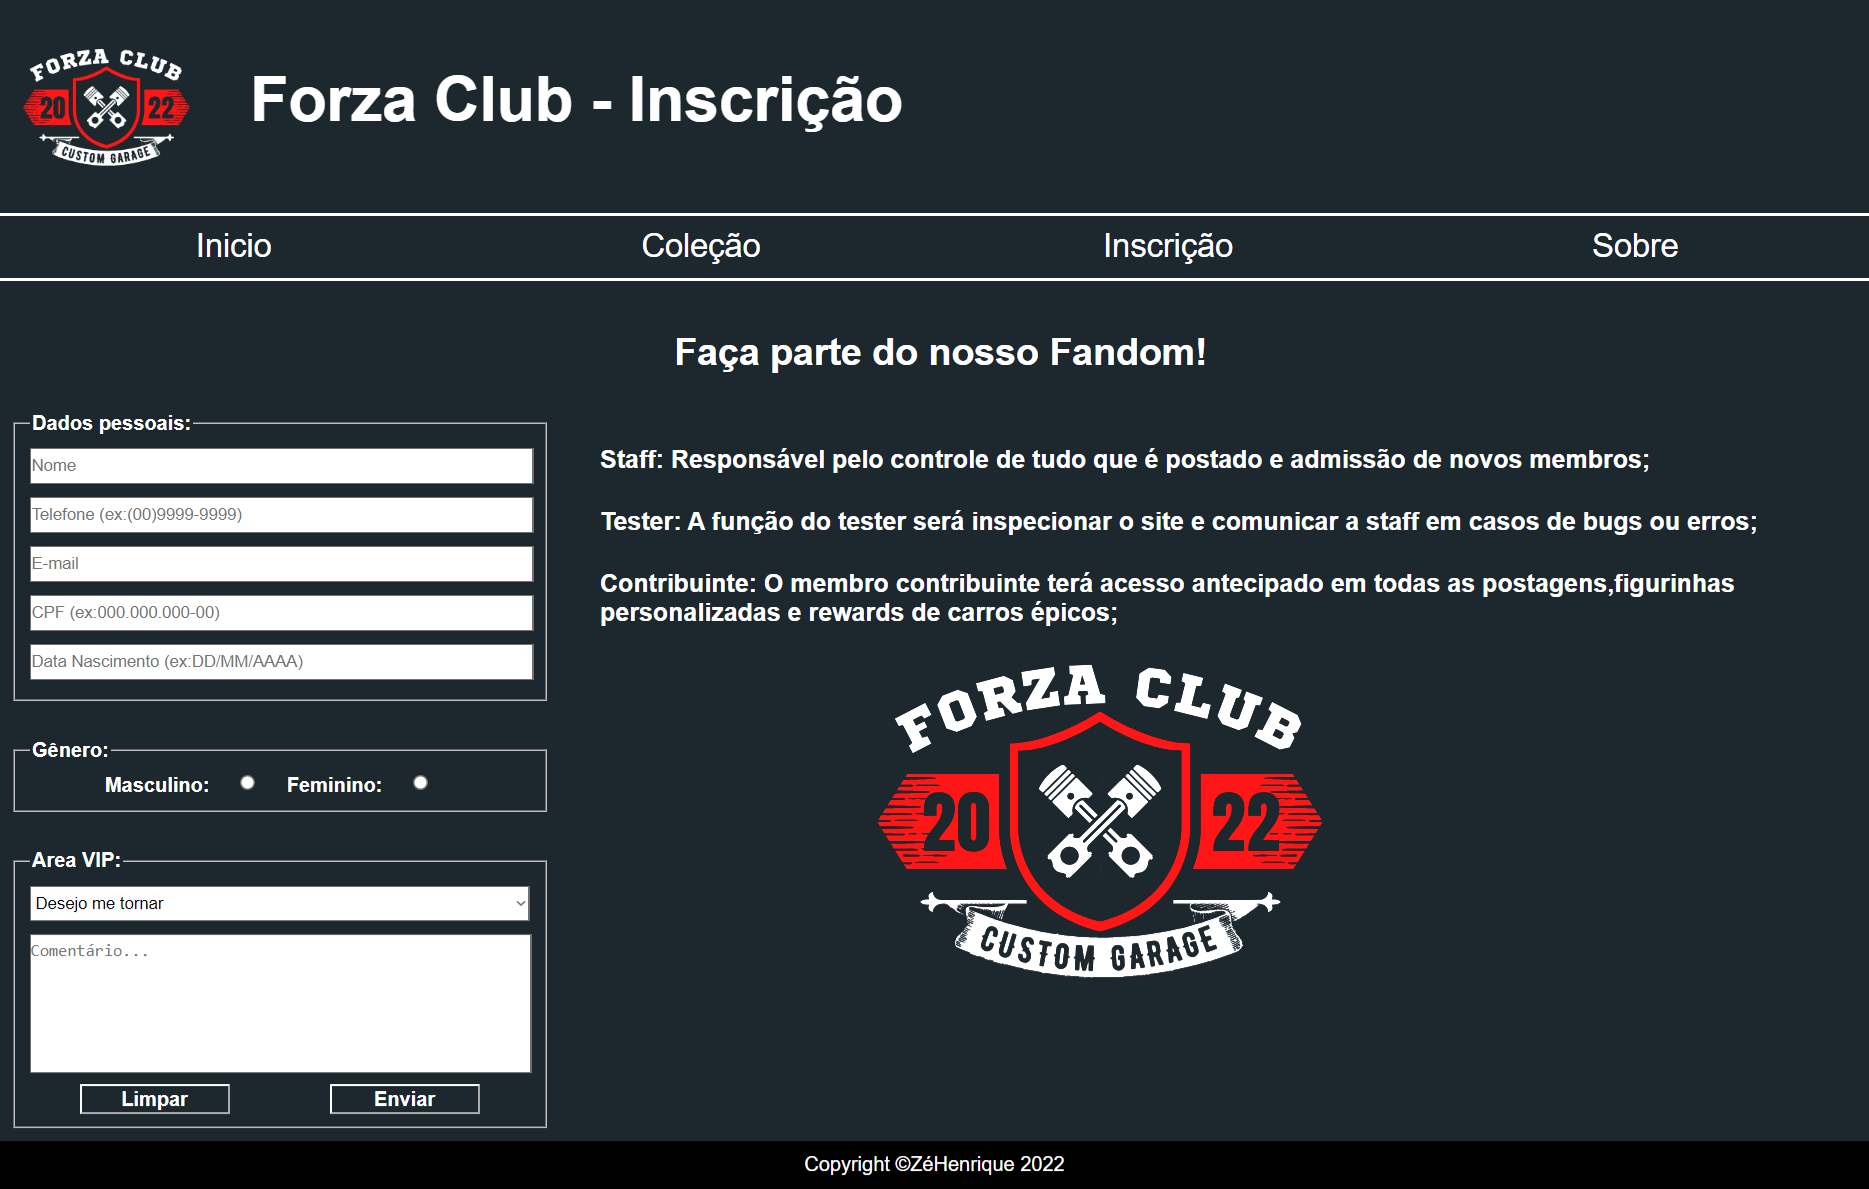 FORZA CLUB
20 22
CUSTOM GARAGE
Forza Club - Inscrição
Inicio Coleção Inscrição Sobre
Faça parte do nosso Fandom!
Dados pessoais:
Nome
Telefone (ex:(00)9999-9999)
E-mail
CPF (ex:000.000.000-00)
Data Nascimento (ex:DD/MM/AAAA)
Gênero:
Masculino: Feminino:
Area VIP:
Desejo me tornar
Comentário...
Limpar Enviar
Staff: Responsável pelo controle de tudo que é postado e admissão de novos membros;
Tester: A função do tester será inspecionar o site e comunicar a staff em casos de bugs ou erros;
Contribuinte: O membro contribuinte terá acesso antecipado em todas as postagens,figurinhas
personalizadas e rewards de carros épicos;
FORZA CLUB
20 22
CUSTOM GARAGE
Copyright ©ZéHenrique 2022